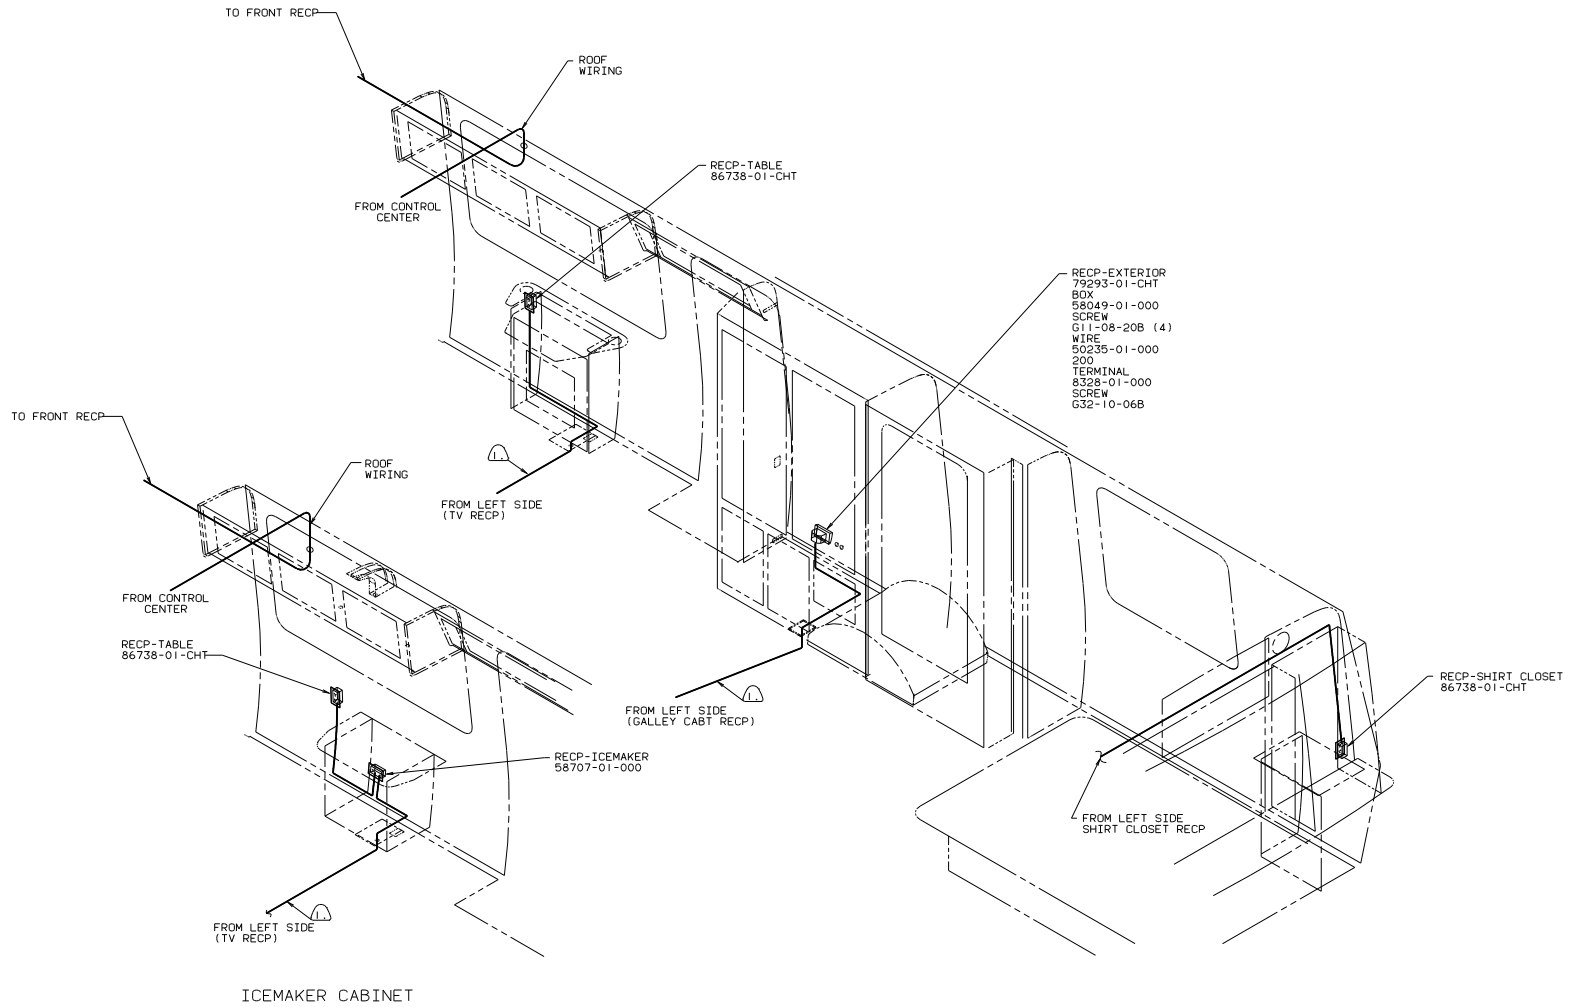 TO FRONT RECP
ROOF
WIRING
RECP-TABLE
86738-01-CHT
FROM CONTROL
CENTER
RECP-EXTERIOR
79293-01-CHT
BOX
58049-01-000
SCREW
G11-08-20B (4)
WIRE
50235-01-000
200
TERMINAL
8328-01-000
SCREW
G32-10-06B
TO FRONT RECP
ROOF
WIRING
1.
FROM LEFT SIDE
(TV RECP)
FROM CONTROL
CENTER
RECP-TABLE
86738-01-CHT
1.
FROM LEFT SIDE
(GALLEY CABT RECP)
RECP-SHIRT CLOSET
86738-01-CHT
RECP-ICEMAKER
58707-01-000
FROM LEFT SIDE
SHIRT CLOSET RECP
1.
FROM LEFT SIDE
(TV RECP)
ICEMAKER CABINET